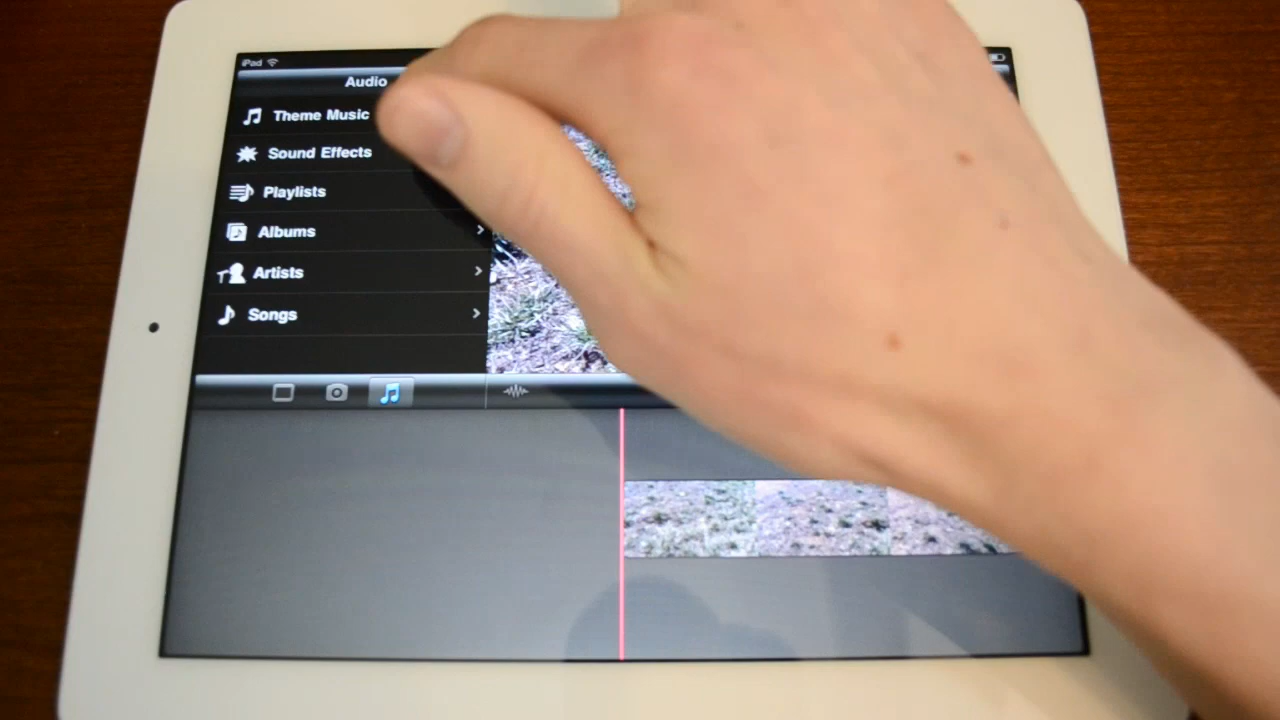 iPad
Audio
Theme Music
Sound Effects
Playlists
Albums
Artists
Songs